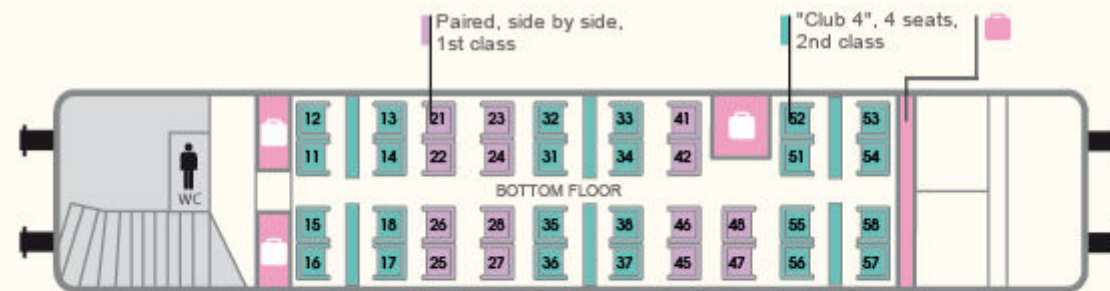 Paired, side by side,
1st class
"Club 4", 4 seats,
2nd class
12 13 21 23 32 33 41 52 53
11 14 22 24 31 34 42 51 54
WC
BOTTOM FLOOR
15 18 26 28 35 38 46 48 55 58
16 17 25 27 36 37 45 47 56 57